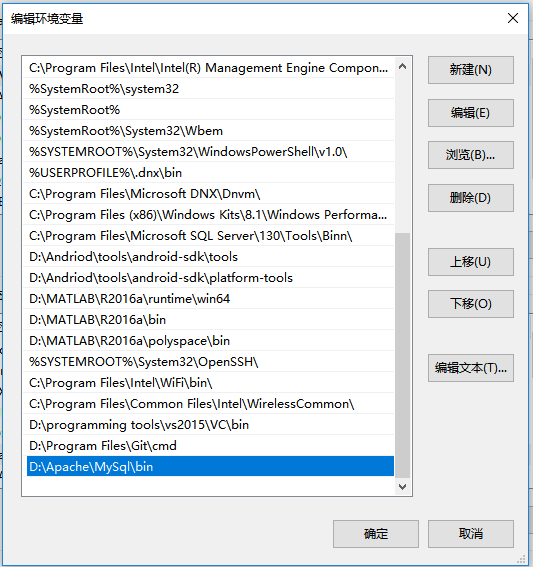 编辑环境变量
C:\Program Files\Intel\Intel(R) Management Engine Compon...
%SystemRoot%\system32
%SystemRoot%
%SystemRoot%\System32\Wbem
%SYSTEMROOT%\System32\WindowsPowerShell\v1.0\
%USERPROFILE%\.dnx\bin
C:\Program Files\Microsoft DNX\Dnvm\
C:\Program Files (x86)\Windows Kits\8.1\Windows Performa...
C:\Program Files\Microsoft SQL Server\130\Tools\Binn\
D:\Andriod\tools\android-sdk\tools
D:\Andriod\tools\android-sdk\platform-tools
D:\MATLAB\R2016a\runtime\win64
D:\MATLAB\R2016a\bin
D:\MATLAB\R2016a\polyspace\bin
%SYSTEMROOT%\System32\OpenSSH\
C:\Program Files\Intel\WiFi\bin\
C:\Program Files\Common Files\Intel\WirelessCommon\
D:\programming tools\vs2015\VC\bin
D:\Program Files\Git\cmd
D:\Apache\MySql\bin
新建(N)
编辑(E)
浏览(B)...
删除(D)
上移(U)
下移(O)
编辑文本(T)...
确定
取消